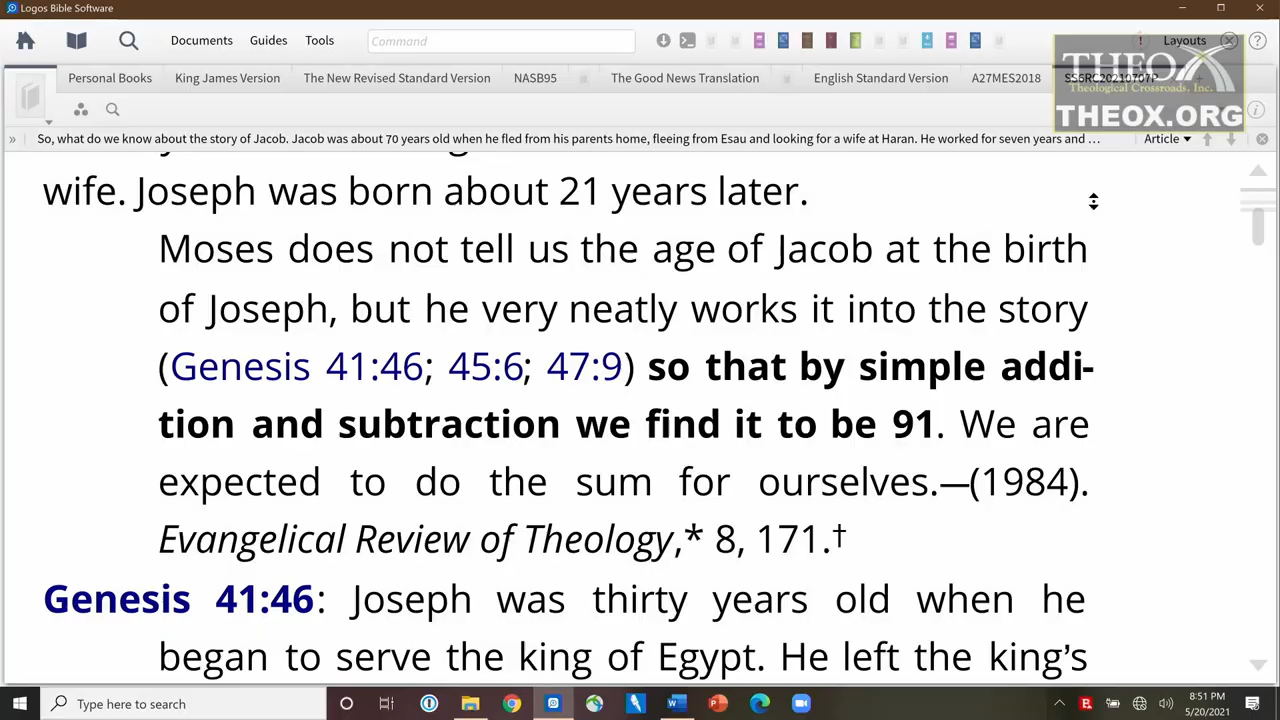 Logos Bible Software
Documents Guides Tools Command Layouts
Personal Books King James Version The New Revised Standard Version NASB95 The Good News Translation English Standard Version A27MES2018 SS6RC20210707P
THEOX
Theological Crossroads, Inc.
THEOX.ORG
So, what do we know about the story of Jacob. Jacob was about 70 years old when he fled from his parents home, fleeing from Esau and looking for a wife at Haran. He worked for seven years and ... Article
wife. Joseph was born about 21 years later.
Moses does not tell us the age of Jacob at the birth
of Joseph, but he very neatly works it into the story
(Genesis 41:46; 45:6; 47:9) so that by simple addi-
tion and subtraction we find it to be 91. We are
expected to do the sum for ourselves.—(1984).
Evangelical Review of Theology,* 8, 171.†
Genesis 41:46: Joseph was thirty years old when he
began to serve the king of Egypt. He left the king's
Type here to search
8:51 PM
5/20/2021